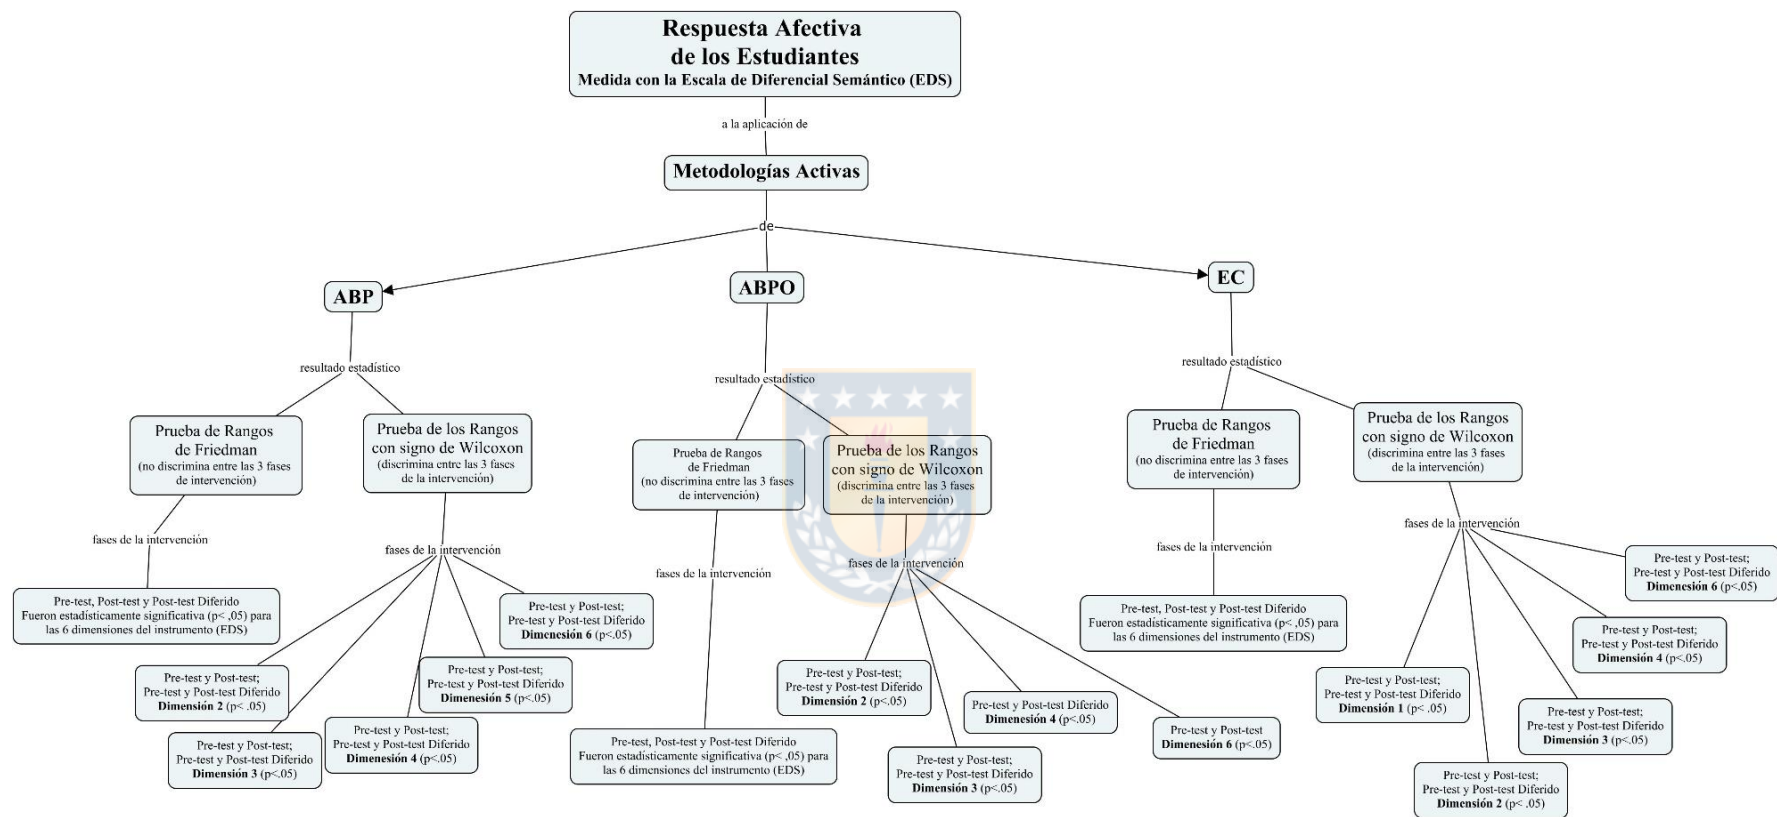 Respuesta Afectiva
de los Estudiantes
Medida con la Escala de Diferencial Semántico (EDS)
a la aplicación de
Metodologías Activas
de
ABP
ABPO
EC
resultado estadístico
resultado estadístico
resultado estadístico
Prueba de Rangos
de Friedman
(no discrimina entre las 3 fases
de intervención)
Prueba de los Rangos
con signo de Wilcoxon
(discrimina entre las 3 fases
de la intervención)
Prueba de Rangos
de Friedman
(no discrimina entre las 3 fases
de intervención)
Prueba de los Rangos
con signo de Wilcoxon
(discrimina entre las 3 fases
de la intervención)
Prueba de Rangos
de Friedman
(no discrimina entre las 3 fases
de intervención)
Prueba de los Rangos
con signo de Wilcoxon
(discrimina entre las 3 fases
de la intervención)
fases de la intervención
fases de la intervención
fases de la intervención
fases de la intervención
fases de la intervención
fases de la intervención
Pre-test, Post-test y Post-test Diferido
Fueron estadísticamente significativa (p< ,05) para
las 6 dimensiones del instrumento (EDS)
Pre-test y Post-test;
Pre-test y Post-test Diferido
Dimensión 2 (p< .05)
Pre-test y Post-test;
Pre-test y Post-test Diferido
Dimensión 3 (p<.05)
Pre-test y Post-test;
Pre-test y Post-test Diferido
Dimenesión 4 (p<.05)
Pre-test y Post-test;
Pre-test y Post-test Diferido
Dimenesión 5 (p<.05)
Pre-test y Post-test;
Pre-test y Post-test Diferido
Dimenesión 6 (p<.05)
Pre-test, Post-test y Post-test Diferido
Fueron estadísticamente significativa (p< ,05) para
las 6 dimensiones del instrumento (EDS)
Pre-test y Post-test;
Pre-test y Post-test Diferido
Dimensión 2 (p<.05)
Pre-test y Post-test;
Pre-test y Post-test Diferido
Dimensión 3 (p<.05)
Pre-test y Post-test Diferido
Dimenesión 4 (p<.05)
Pre-test y Post-test
Dimenesión 6 (p<.05)
Pre-test, Post-test y Post-test Diferido
Fueron estadísticamente significativa (p< ,05) para
las 6 dimensiones del instrumento (EDS)
Pre-test y Post-test;
Pre-test y Post-test Diferido
Dimensión 1 (p< .05)
Pre-test y Post-test;
Pre-test y Post-test Diferido
Dimensión 2 (p< .05)
Pre-test y Post-test;
Pre-test y Post-test Diferido
Dimensión 3 (p<.05)
Pre-test y Post-test;
Pre-test y Post-test Diferido
Dimensión 4 (p<.05)
Pre-test y Post-test;
Pre-test y Post-test Diferido
Dimenesión 6 (p<.05)